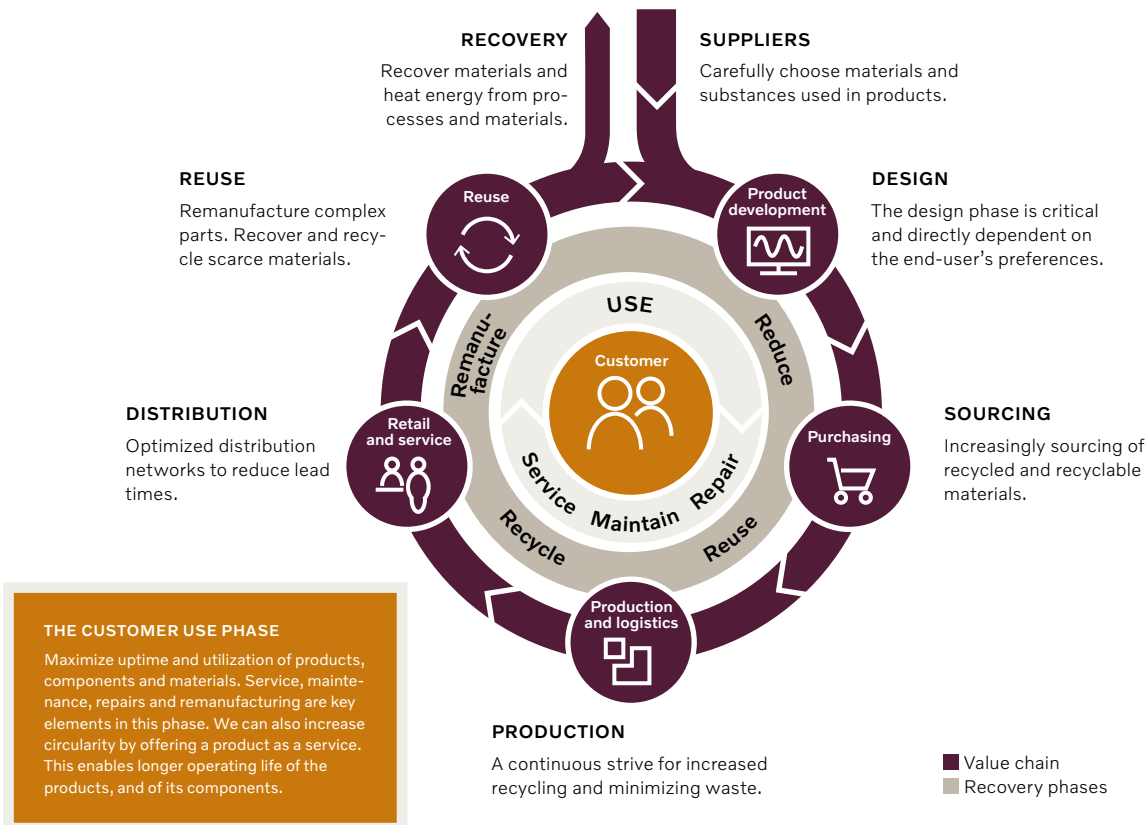 RECOVERY
Recover materials and
heat energy from pro-
cesses and materials.
SUPPLIERS
Carefully choose materials and
substances used in products.
REUSE
Remanufacture complex
parts. Recover and recy-
cle scarce materials.
Reuse
Product
development
DESIGN
The design phase is critical
and directly dependent on
the end-user's preferences.
USE
Remanu-
facture
Reduce
Customer
DISTRIBUTION
Optimized distribution
networks to reduce lead
times.
Retail
and service
Purchasing
SOURCING
Increasingly sourcing of
recycled and recyclable
materials.
Service
Maintain
Repair
Recycle
Reuse
Production
and logistics
THE CUSTOMER USE PHASE
Maximize uptime and utilization of products,
components and materials. Service, mainte-
nance, repairs and remanufacturing are key
elements in this phase. We can also increase
circularity by offering a product as a service.
This enables longer operating life of the
products, and of its components.
PRODUCTION
A continuous strive for increased
recycling and minimizing waste.
Value chain
Recovery phases